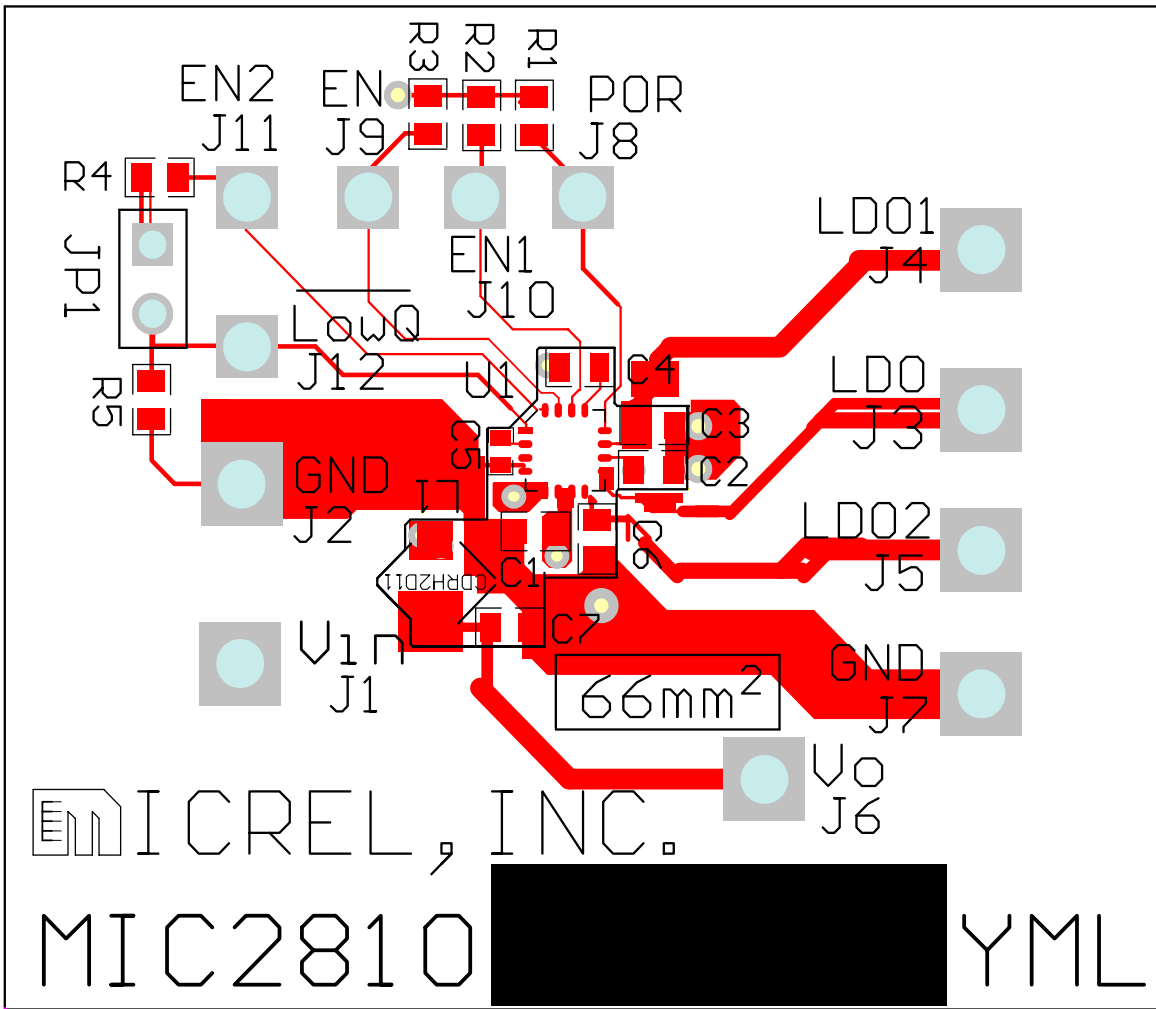 R3
R2
R1
EN2
J11
EN
J9
POR
J8
R4
JP1
R5
EN1
J10
LDO1
J4
LowQ
J12
U1
C4
LDO
J3
C3
C2
C5
GND
J2
L1
CDRH2D11
C1
C6
LDO2
J5
C7
Vin
J1
66mm²
GND
J7
Vo
J6
MICREL, INC.
MIC2810
YML